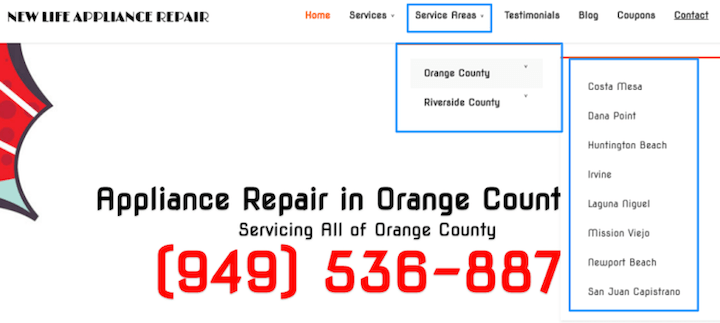 NEW LIFE APPLIANCE REPAIR
Home Services Service Areas Testimonials Blog Coupons Contact
Orange County
Riverside County
Costa Mesa
Dana Point
Huntington Beach
Irvine
Laguna Niguel
Mission Viejo
Newport Beach
San Juan Capistrano
Appliance Repair in Orange Count
Servicing All of Orange County
(949) 536-887